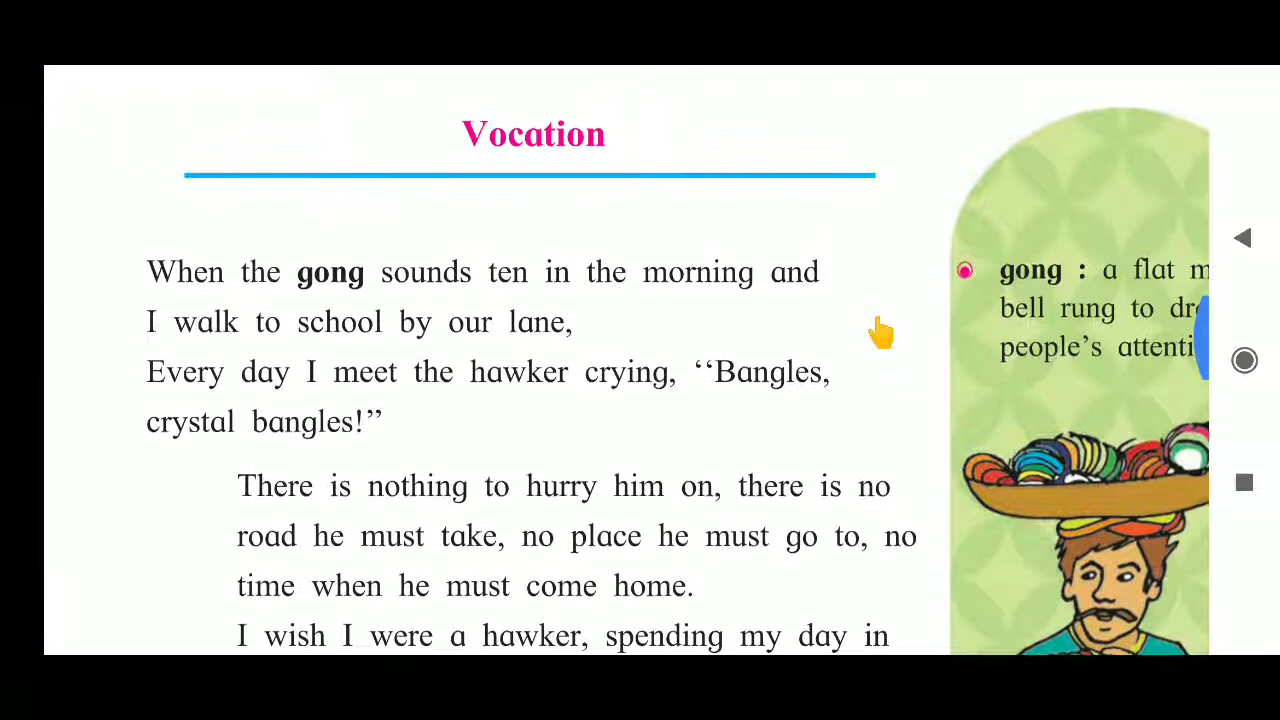 Vocation
When the gong sounds ten in the morning and
I walk to school by our lane,
Every day I meet the hawker crying, ‘‘Bangles,
crystal bangles!’’
There is nothing to hurry him on, there is no
road he must take, no place he must go to, no
time when he must come home.
I wish I were a hawker, spending my day in
gong : a flat
bell rung to
people’s